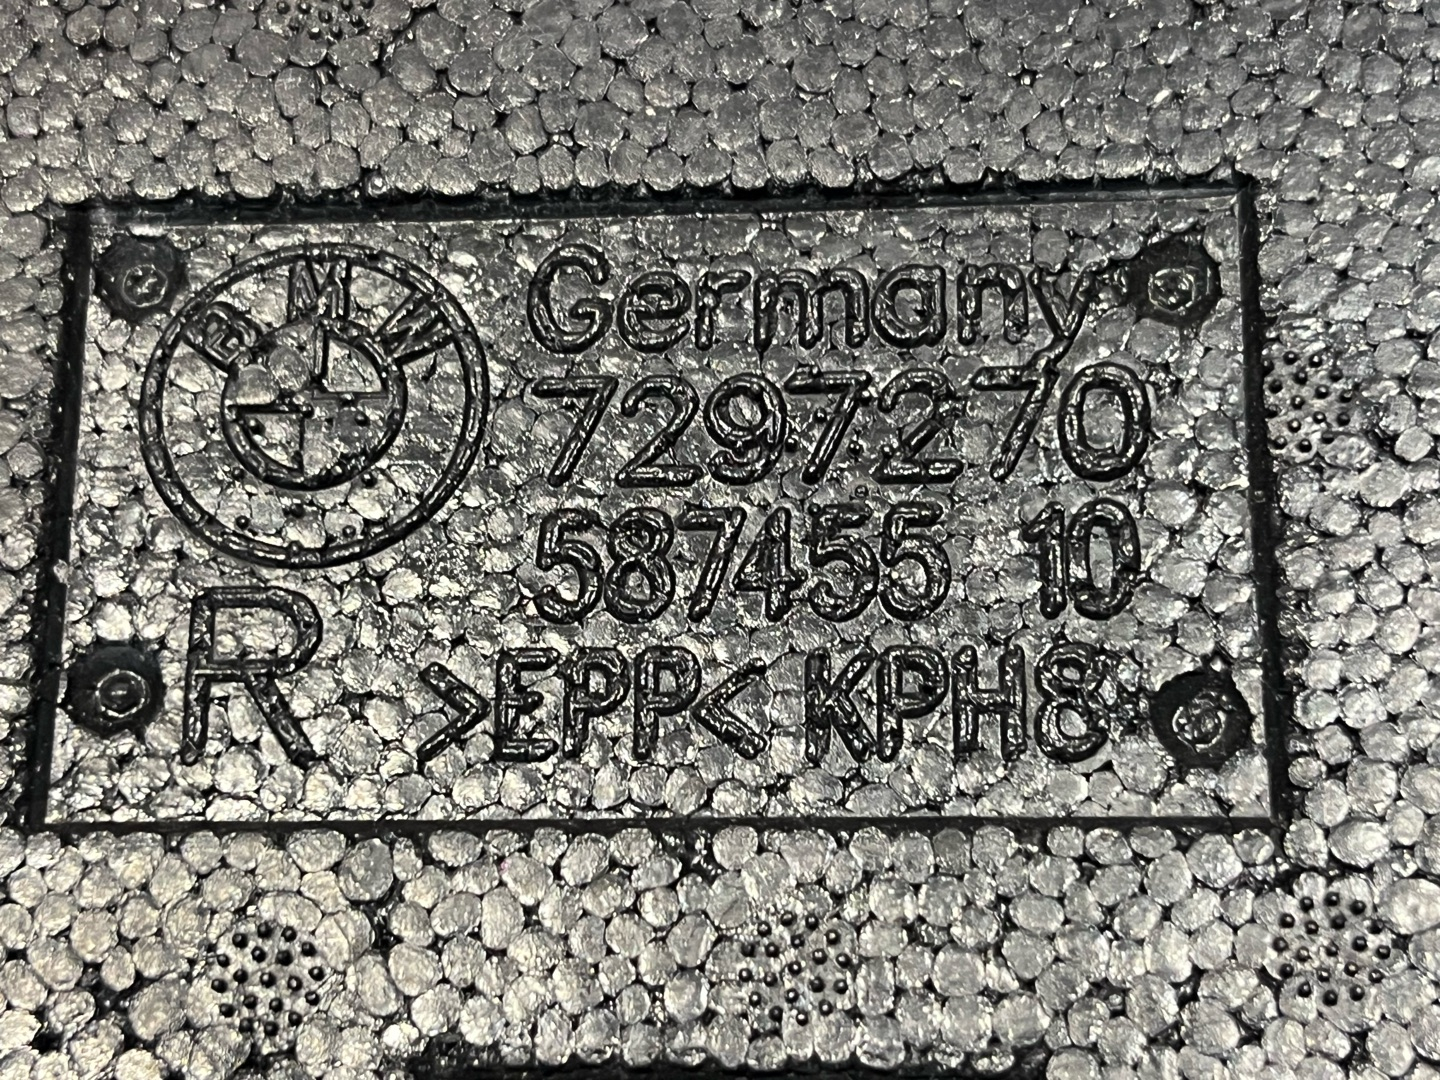 BMW
Germany
7297270
587455 10
R >EPP< KPH8